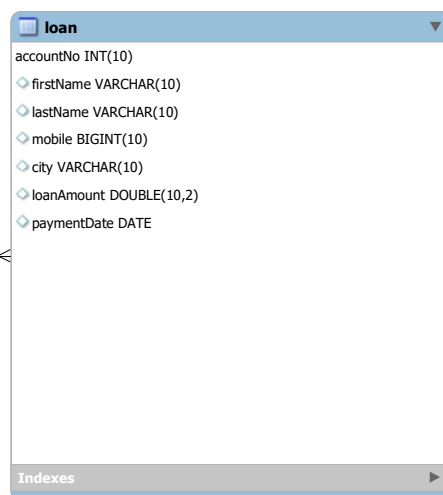 loan
accountNo INT(10)
firstName VARCHAR(10)
lastName VARCHAR(10)
mobile BIGINT(10)
city VARCHAR(10)
loanAmount DOUBLE(10,2)
paymentDate DATE
Indexes